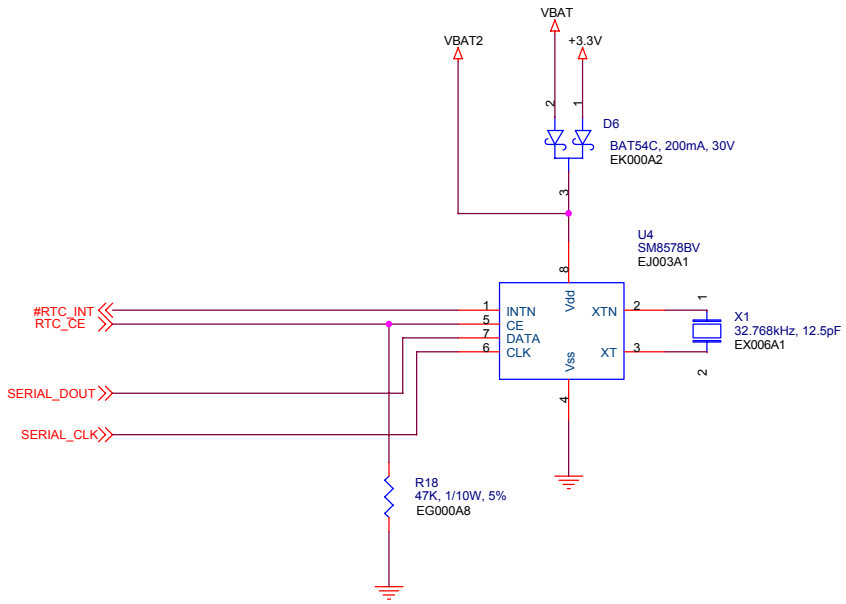 VBAT
VBAT2
+3.3V
2
1
D6
BAT54C, 200mA, 30V
EK000A2
3
U4
SM8578BV
EJ003A1
8
#RTC_INT
1
INTN
Vdd
XTN
2
1
X1
32.768kHz, 12.5pF
EX006A1
RTC_CE
5
CE
7
DATA
6
CLK
Vss
XT
3
2
4
SERIAL_DOUT
SERIAL_CLK
R18
47K, 1/10W, 5%
EG000A8